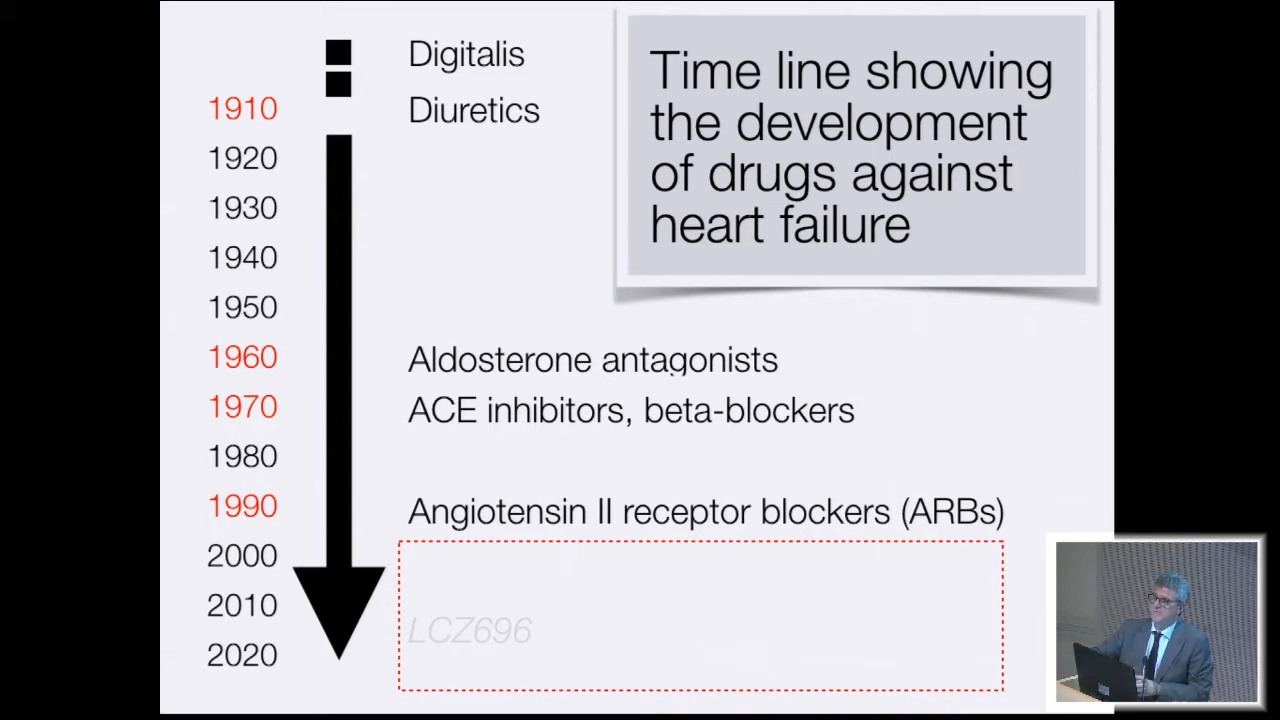 Digitalis
1910 Diuretics
1920
1930
1940
1950
1960 Aldosterone antagonists
1970 ACE inhibitors, beta-blockers
1980
1990 Angiotensin II receptor blockers (ARBs)
2000
2010
LCZ696
2020
Time line showing
the development
of drugs against
heart failure